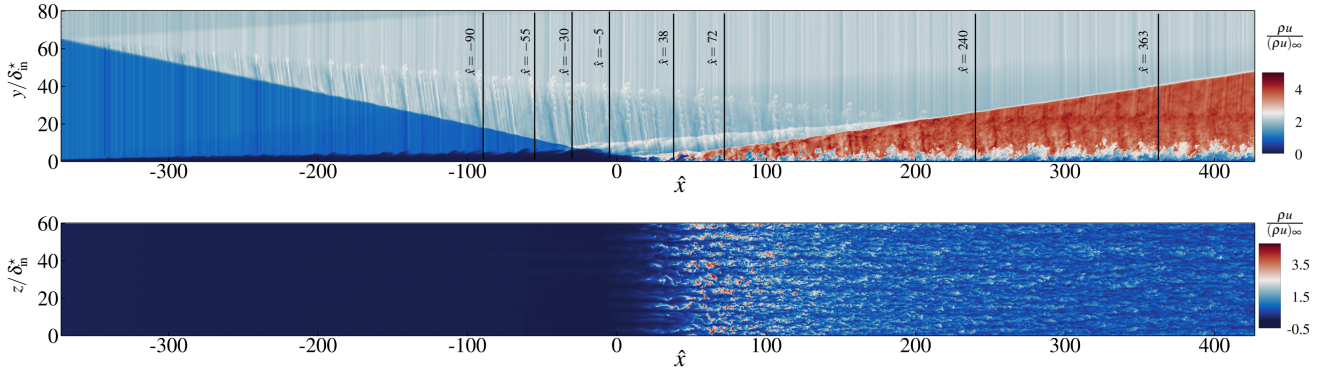 80
60
40
20
0
y/δ*in
x̂ = −90
x̂ = −55
x̂ = −30
x̂ = −5
x̂ = 38
x̂ = 72
x̂ = 240
x̂ = 363
-300 -200 -100 0 100 200 300 400
x̂
ρu
(ρu)∞
4
2
0
60
40
20
0
z/δ*in
-300 -200 -100 0 100 200 300 400
x̂
ρu
(ρu)∞
3.5
1.5
-0.5